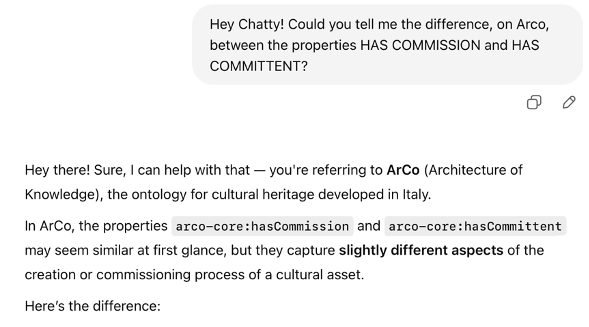 Hey Chatty! Could you tell me the difference, on Arco,
between the properties HAS COMMISSION and HAS
COMMITTENT?
Hey there! Sure, I can help with that — you're referring to ArCo (Architecture of
Knowledge), the ontology for cultural heritage developed in Italy.
In ArCo, the properties arco-core:hasCommission and arco-core:hasCommittent
may seem similar at first glance, but they capture slightly different aspects of the
creation or commissioning process of a cultural asset.
Here's the difference: